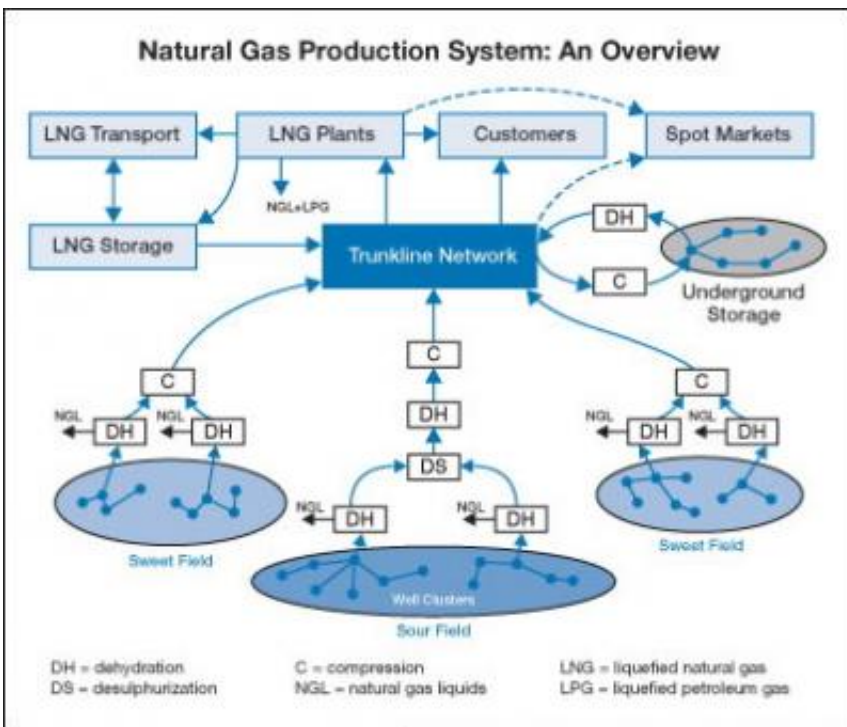 Natural Gas Production System: An Overview
LNG Transport
LNG Plants
Customers
Spot Markets
NGL+LPG
DH
LNG Storage
Trunkline Network
C
Underground
Storage
C
C
C
NGL
NGL
NGL
NGL
DH
DH
DH
DH
DH
DS
NGL
NGL
DH
DH
Sweet Field
Sweet Field
Well Clusters
Sour Field
DH = dehydration
C = compression
LNG = liquefied natural gas
DS = desulphurization
NGL = natural gas liquids
LPG = liquefied petroleum gas